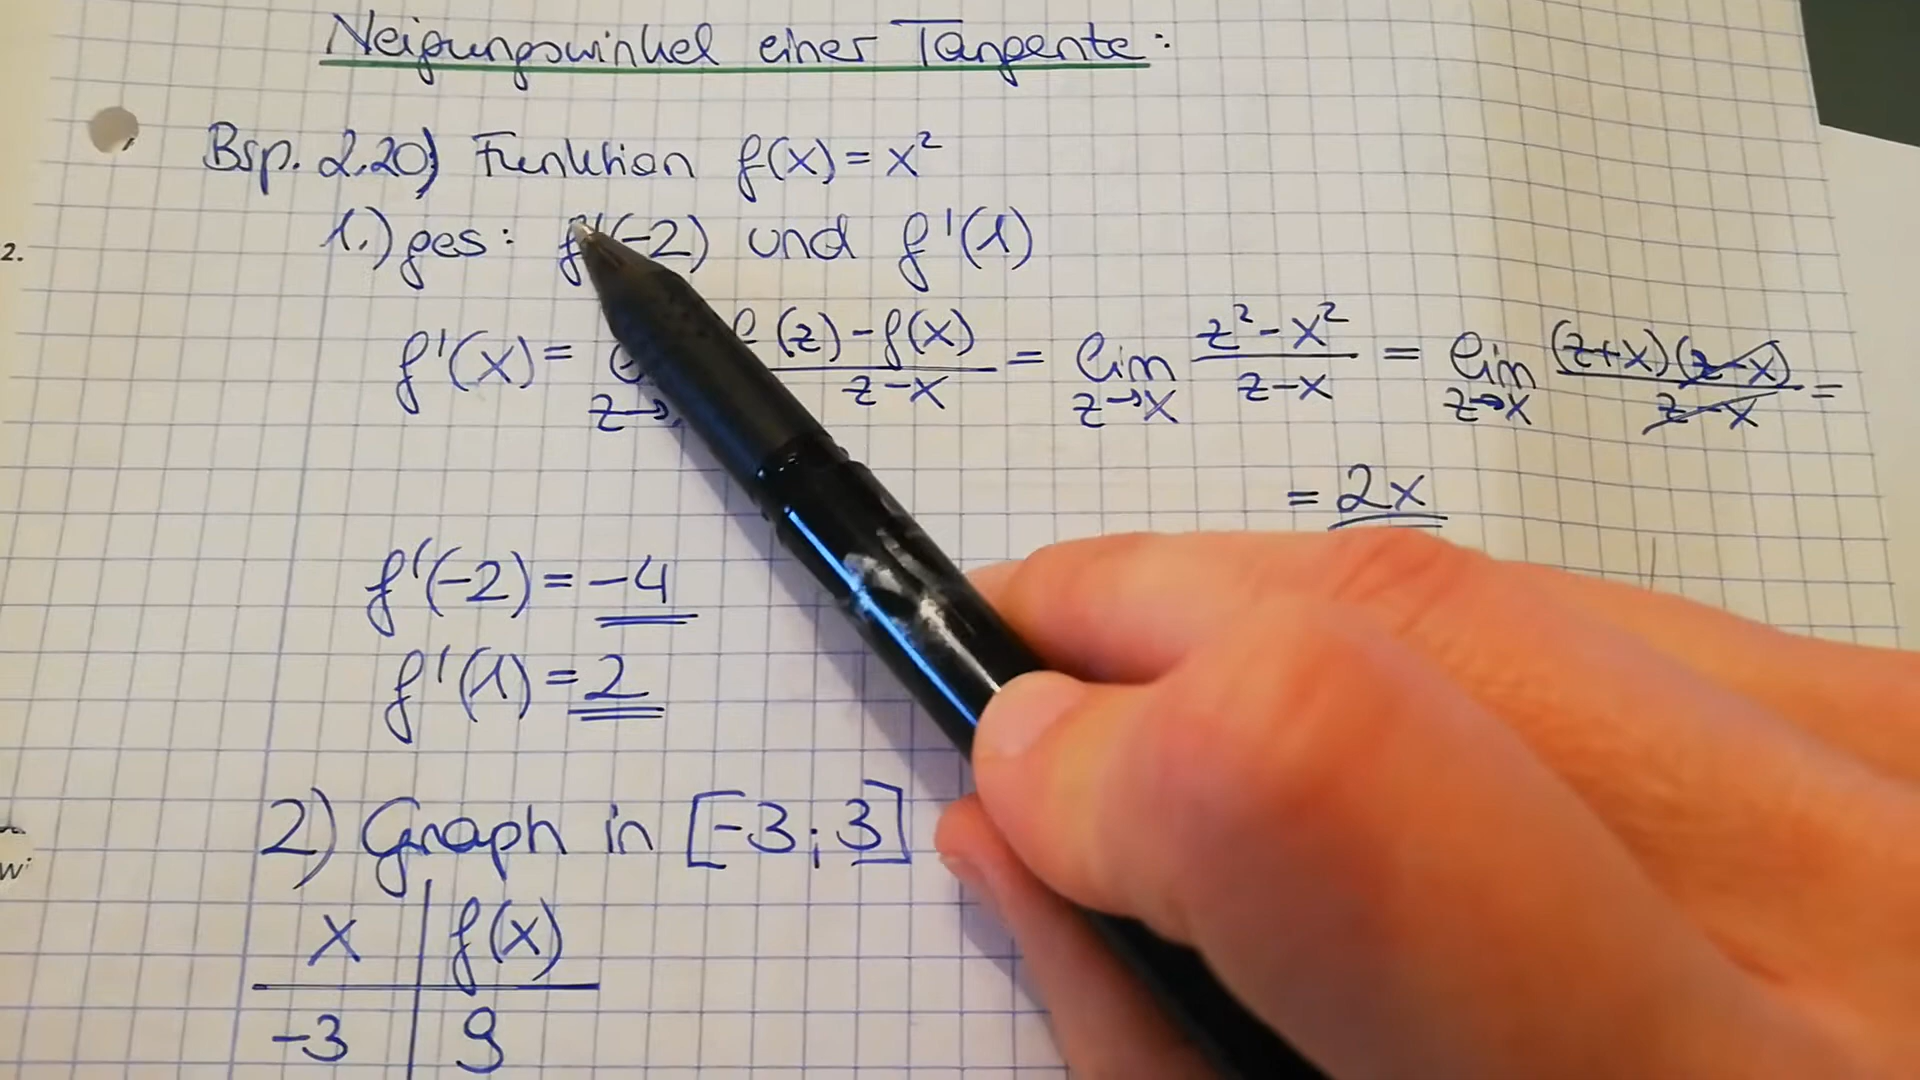 Neigungswinkel einer Tangente:
Bsp. 2.20) Funktion f(x) = x²
1.) ges: f'(-2) und f'(1)
2.
f'(x) = (z) - f(x) / z - x = lim z→x z² - x² / z - x = lim z→x (z+x)(z-x) / z - x =
= 2x
f'(-2) = -4
f'(1) = 2
2) Graph in [-3; 3]
x | f(x)
-3 | 9